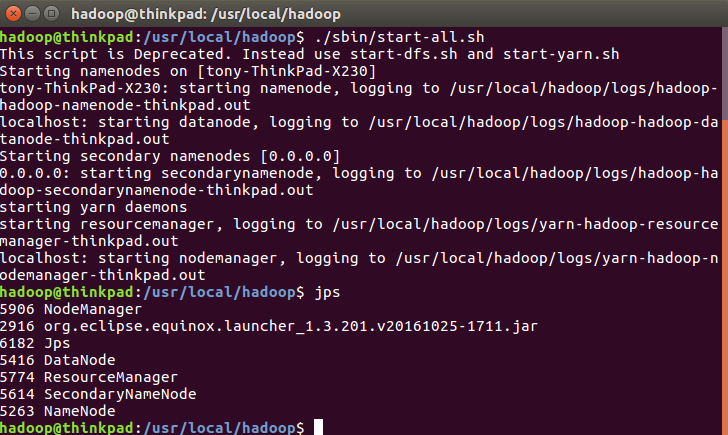 hadoop@thinkpad: /usr/local/hadoop
hadoop@thinkpad:/usr/local/hadoop$ ./sbin/start-all.sh
This script is Deprecated. Instead use start-dfs.sh and start-yarn.sh
Starting namenodes on [tony-ThinkPad-X230]
tony-ThinkPad-X230: starting namenode, logging to /usr/local/hadoop/logs/hadoop-
hadoop-namenode-thinkpad.out
localhost: starting datanode, logging to /usr/local/hadoop/logs/hadoop-hadoop-da
tanode-thinkpad.out
Starting secondary namenodes [0.0.0.0]
0.0.0.0: starting secondarynamenode, logging to /usr/local/hadoop/logs/hadoop-ha
doop-secondarynamenode-thinkpad.out
starting yarn daemons
starting resourcemanager, logging to /usr/local/hadoop/logs/yarn-hadoop-resource
manager-thinkpad.out
localhost: starting nodemanager, logging to /usr/local/hadoop/logs/yarn-hadoop-n
odemanager-thinkpad.out
hadoop@thinkpad:/usr/local/hadoop$ jps
5906 NodeManager
2916 org.eclipse.equinox.launcher_1.3.201.v20161025-1711.jar
6182 Jps
5416 DataNode
5774 ResourceManager
5614 SecondaryNameNode
5263 NameNode
hadoop@thinkpad:/usr/local/hadoop$